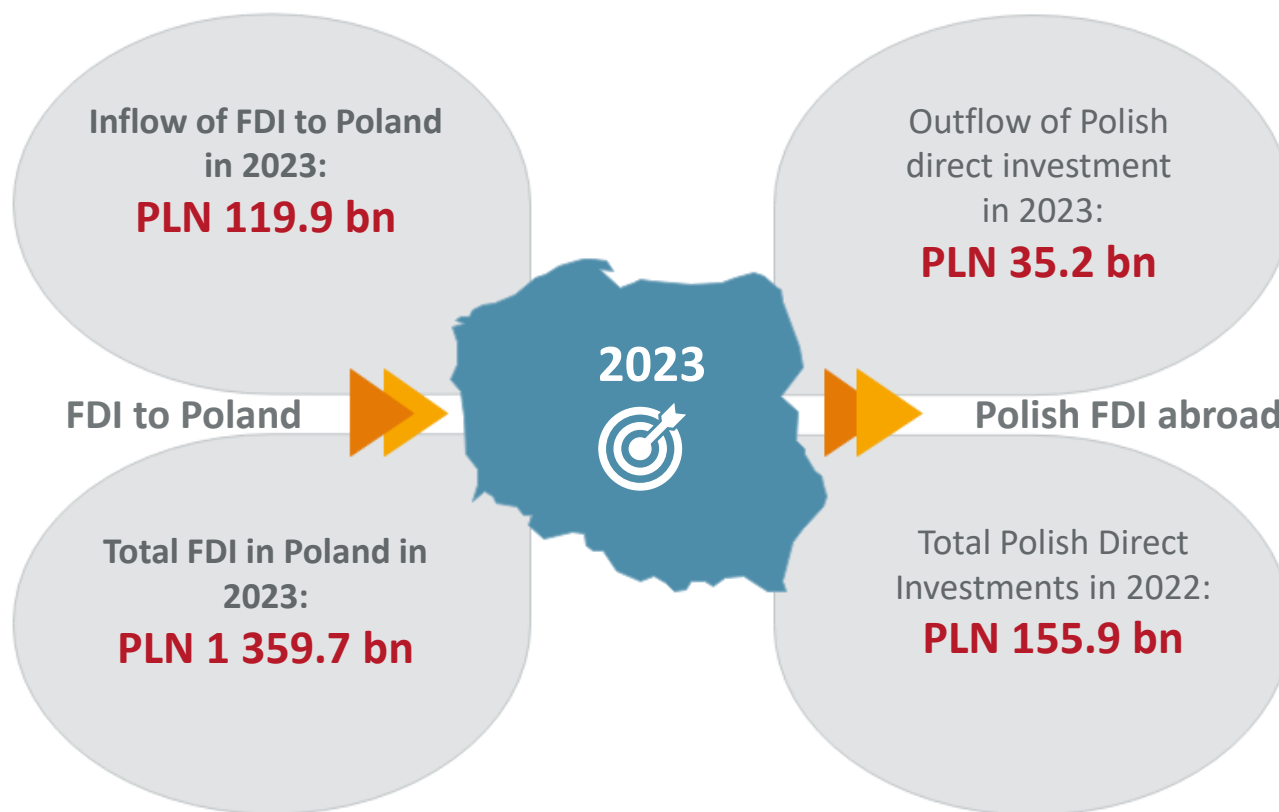 Inflow of FDI to Poland
in 2023:
PLN 119.9 bn
Outflow of Polish
direct investment
in 2023:
PLN 35.2 bn
2023
FDI to Poland
Polish FDI abroad
Total FDI in Poland in
2023:
PLN 1 359.7 bn
Total Polish Direct
Investments in 2022:
PLN 155.9 bn